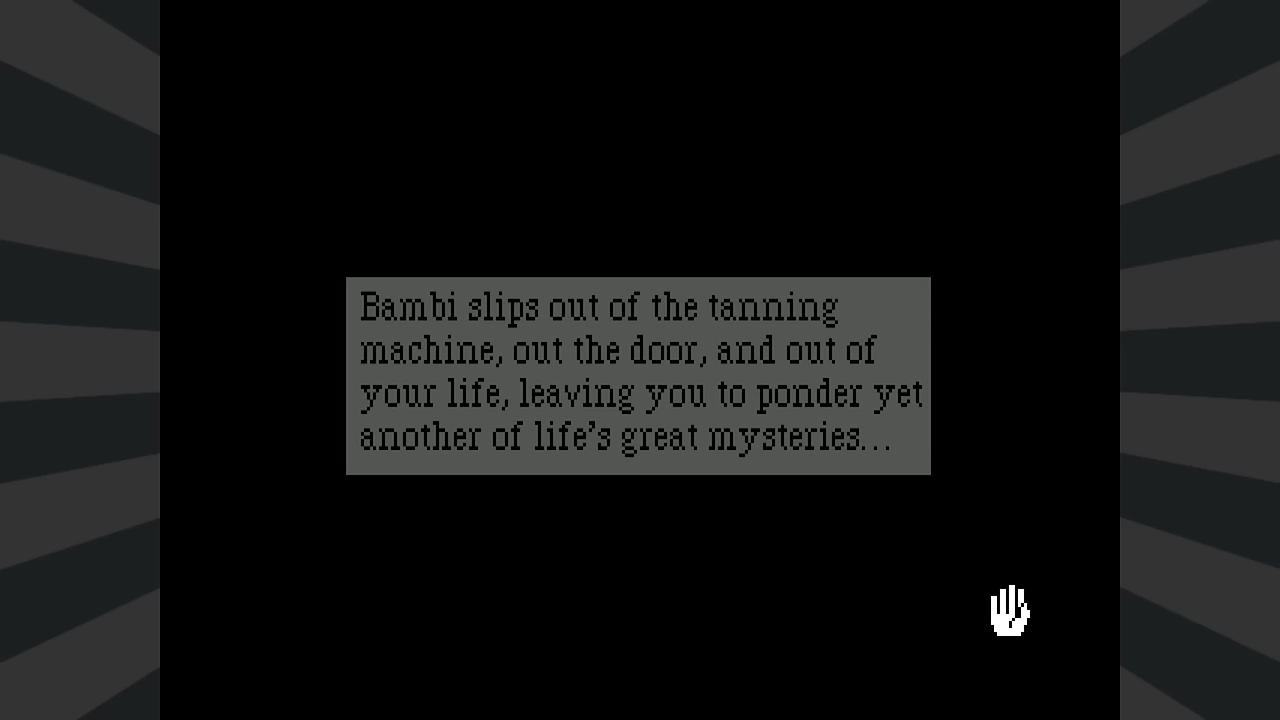 Bambi slips out of the tanning
machine, out the door, and out of
your life, leaving you to ponder yet
another of life's great mysteries...